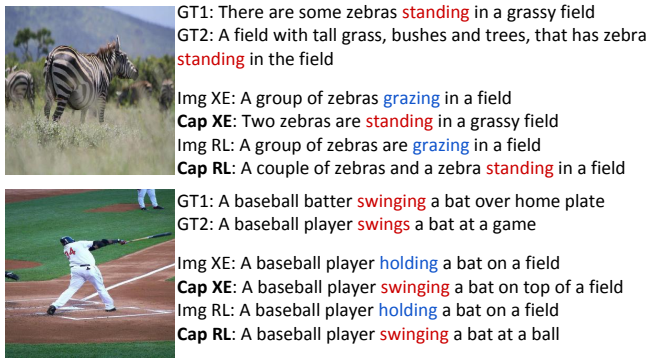 GT1: There are some zebras standing in a grassy field
GT2: A field with tall grass, bushes and trees, that has zebra
standing in the field
Img XE: A group of zebras grazing in a field
Cap XE: Two zebras are standing in a grassy field
Img RL: A group of zebras are grazing in a field
Cap RL: A couple of zebras and a zebra standing in a field
GT1: A baseball batter swinging a bat over home plate
GT2: A baseball player swings a bat at a game
Img XE: A baseball player holding a bat on a field
Cap XE: A baseball player swinging a bat on top of a field
Img RL: A baseball player holding a bat on a field
Cap RL: A baseball player swinging a bat at a ball